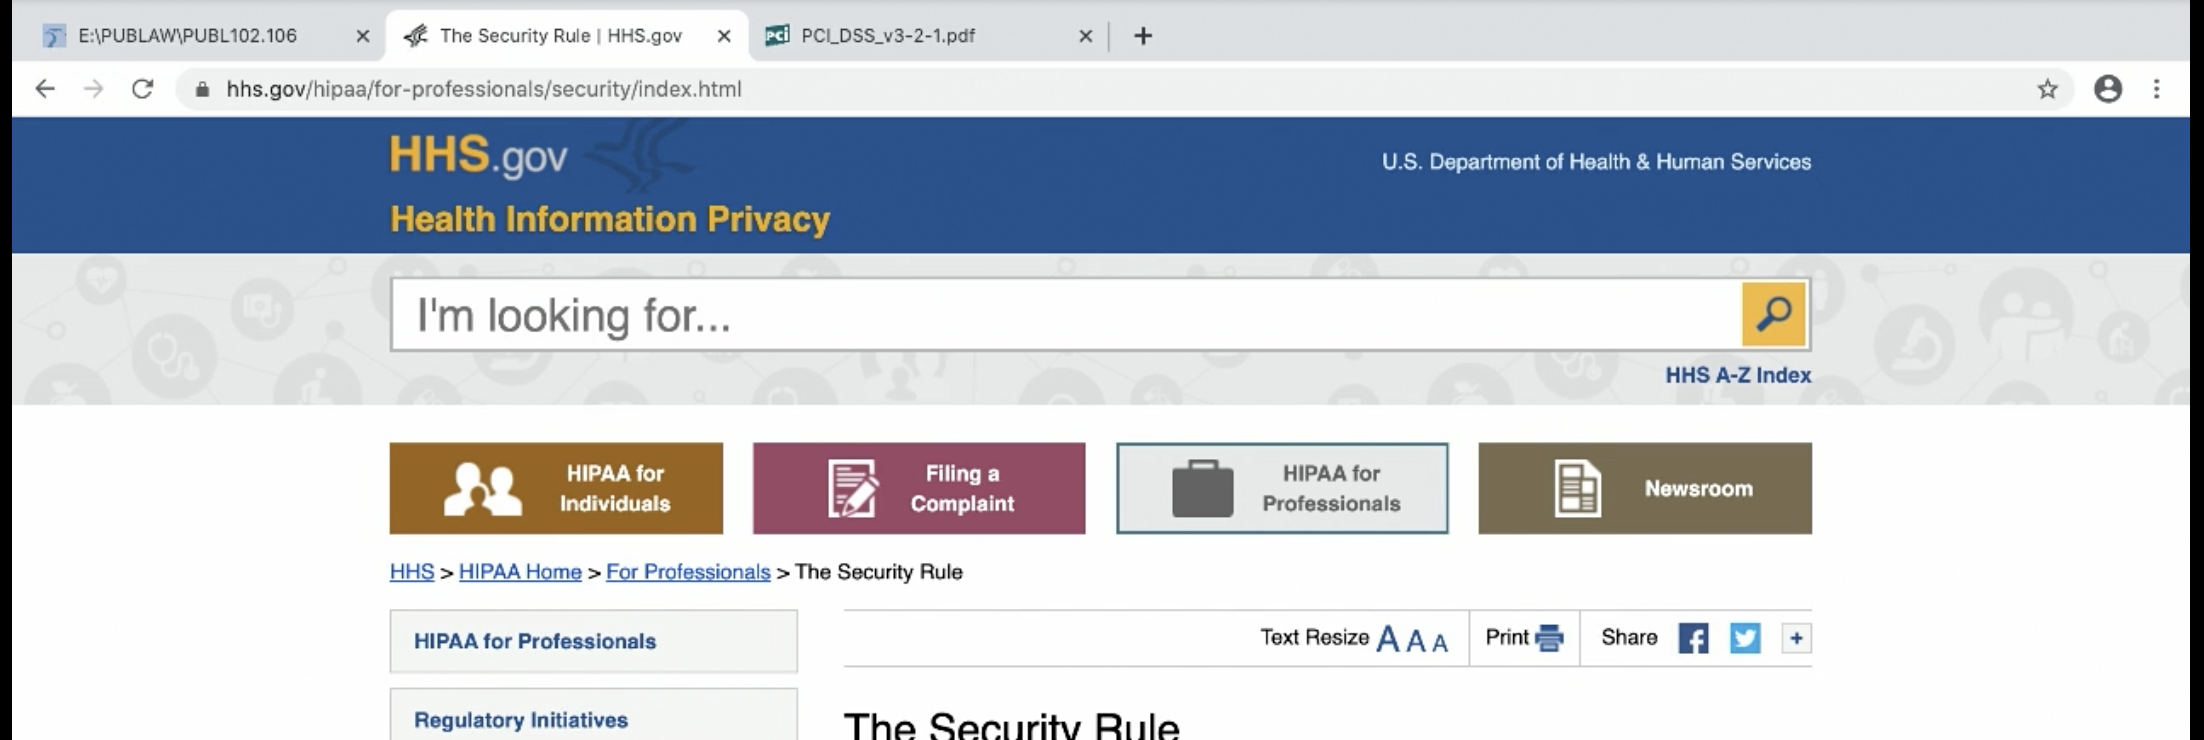 E:\PUBLAW\PUBL102.106
The Security Rule | HHS.gov
PCI_DSS_v3-2-1.pdf
hhs.gov/hipaa/for-professionals/security/index.html
HHS.gov
U.S. Department of Health & Human Services
Health Information Privacy
I'm looking for...
HHS A-Z Index
HIPAA for
Individuals
Filing a
Complaint
HIPAA for
Professionals
Newsroom
HHS > HIPAA Home > For Professionals > The Security Rule
HIPAA for Professionals
Text Resize A A A Print Share f +
Regulatory Initiatives
The Security Rule